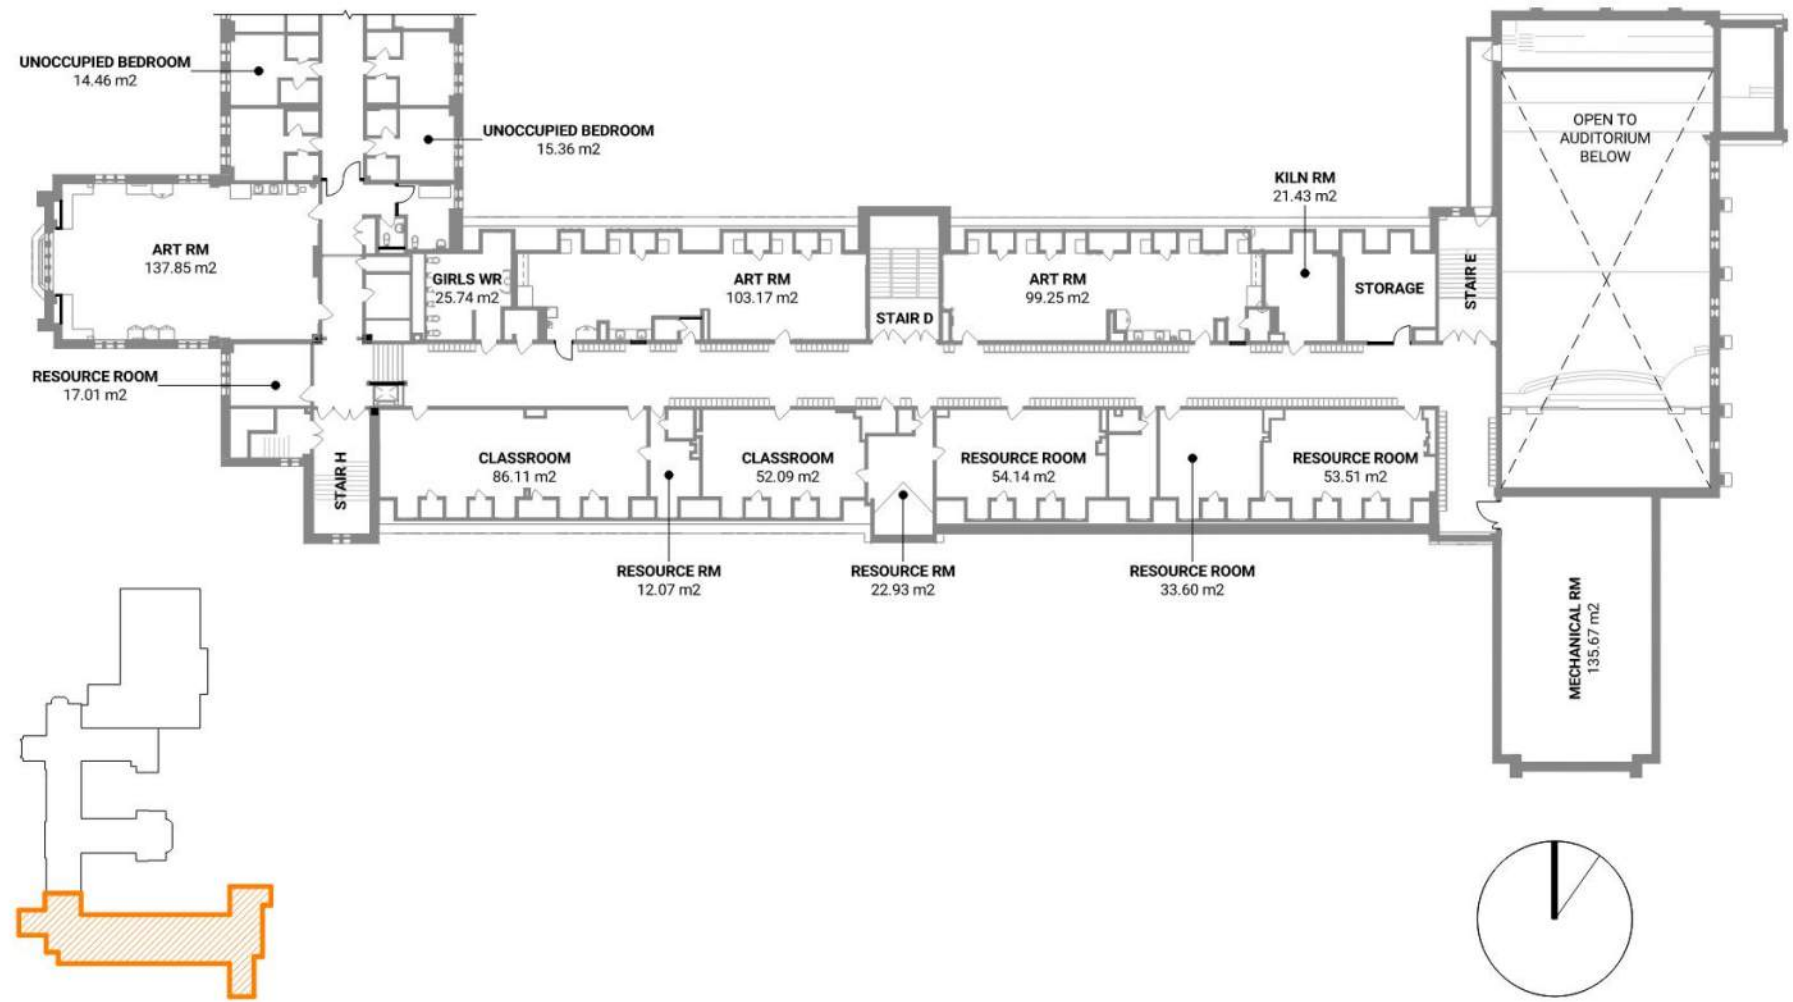 UNOCCUPIED BEDROOM
14.46 m2
UNOCCUPIED BEDROOM
15.36 m2
OPEN TO
AUDITORIUM
BELOW
KILN RM
21.43 m2
ART RM
137.85 m2
GIRLS WR
25.74 m2
ART RM
103.17 m2
STAIR D
ART RM
99.25 m2
STORAGE
STAIR E
RESOURCE ROOM
17.01 m2
STAIR H
CLASSROOM
86.11 m2
CLASSROOM
52.09 m2
RESOURCE ROOM
54.14 m2
RESOURCE ROOM
53.51 m2
RESOURCE RM
12.07 m2
RESOURCE RM
22.93 m2
RESOURCE ROOM
33.60 m2
MECHANICAL RM
135.67 m2